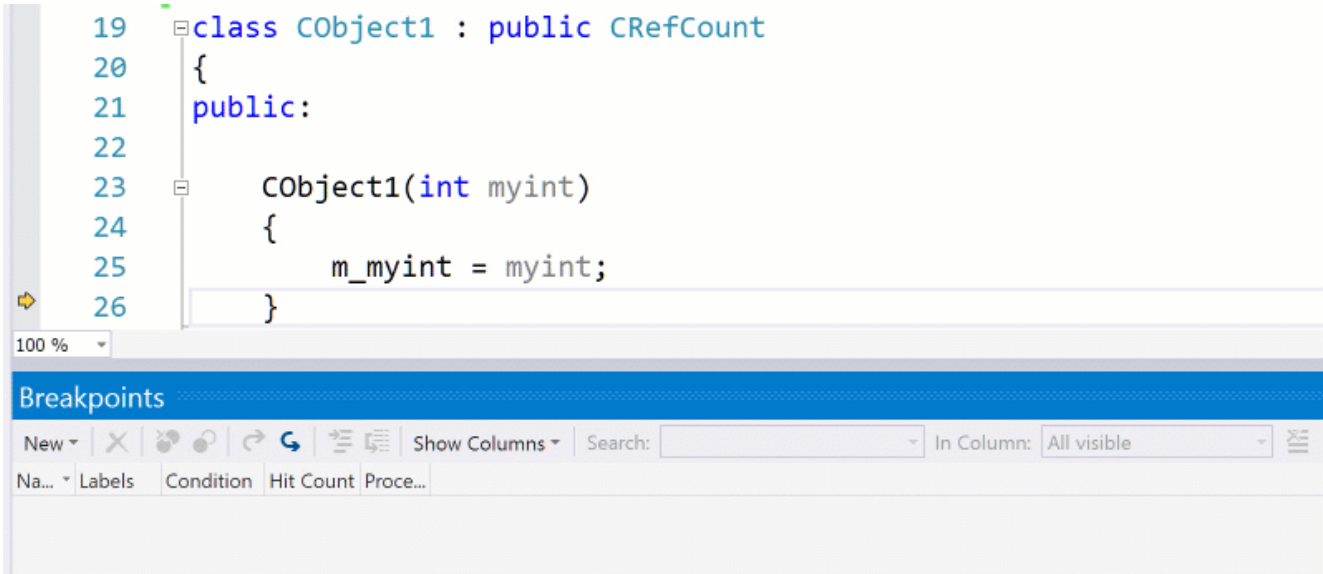 19 class CObject1 : public CRefCount
20 {
21 public:
22
23 CObject1(int myint)
24 {
25 m_myint = myint;
26 }
100 %
Breakpoints
New Show Columns Search: In Column: All visible
Na... Labels Condition Hit Count Proce...